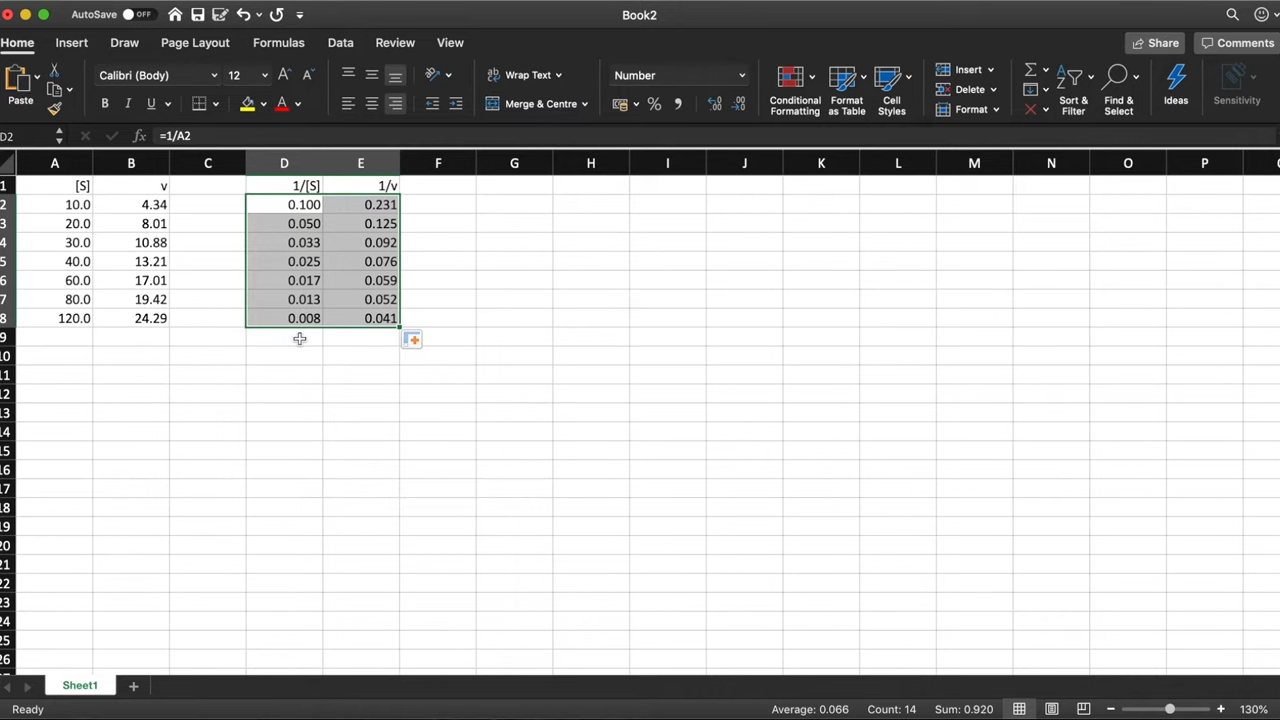 AutoSave OFF Book2
Home Insert Draw Page Layout Formulas Data Review View Share Comments
Paste Calibri (Body) 12 Wrap Text Number Insert
B I U Merge & Centre Conditional Formatting Format as Table Cell Styles Delete Sort & Filter Find & Select Ideas Sensitivity
Format
D2 fx =1/A2
A B C D E F G H I J K L M N O P
1 [S] v 1/[S] 1/v
2 10.0 4.34 0.100 0.231
3 20.0 8.01 0.050 0.125
4 30.0 10.88 0.033 0.092
5 40.0 13.21 0.025 0.076
6 60.0 17.01 0.017 0.059
7 80.0 19.42 0.013 0.052
8 120.0 24.29 0.008 0.041
9
10
11
12
13
14
15
16
17
18
19
20
21
22
23
24
25
26
Sheet1
Ready Average: 0.066 Count: 14 Sum: 0.920 130%